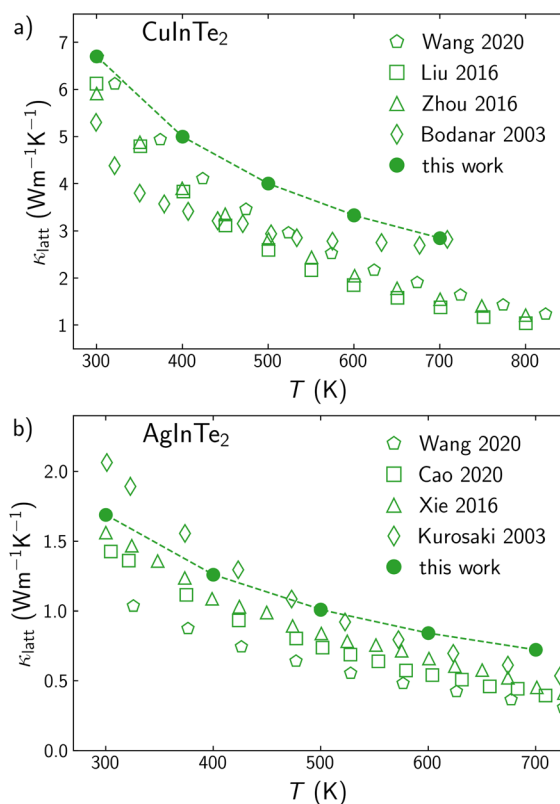 a)
CuInTe₂
Wang 2020
Liu 2016
Zhou 2016
Bodanar 2003
this work
7
6
5
4
3
2
1
κ_latt (Wm⁻¹K⁻¹)
300 400 500 600 700 800
T (K)
b)
AgInTe₂
Wang 2020
Cao 2020
Xie 2016
Kurosaki 2003
this work
2.0
1.5
1.0
0.5
0.0
κ_latt (Wm⁻¹K⁻¹)
300 400 500 600 700
T (K)